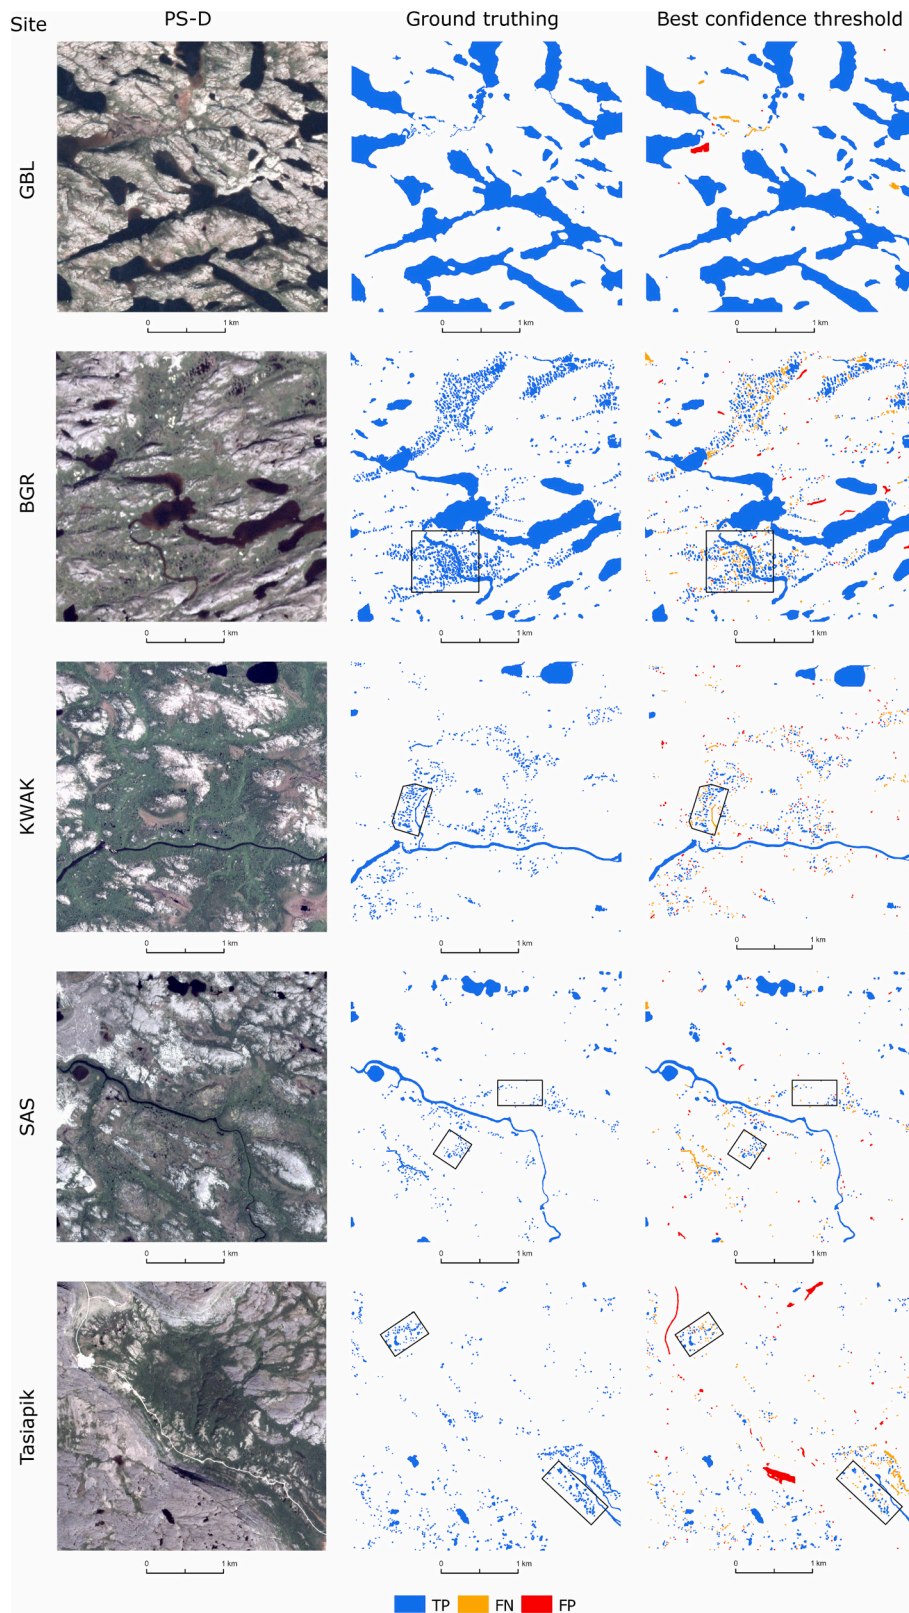 Site PS-D Ground truthing Best confidence threshold
GBL
0 1 km 0 1 km 0 1 km
BGR
0 1 km 0 1 km 0 1 km
KWAK
0 1 km 0 1 km 0 1 km
SAS
0 1 km 0 1 km 0 1 km
Tasiapik
0 1 km 0 1 km 0 1 km
TP FN FP